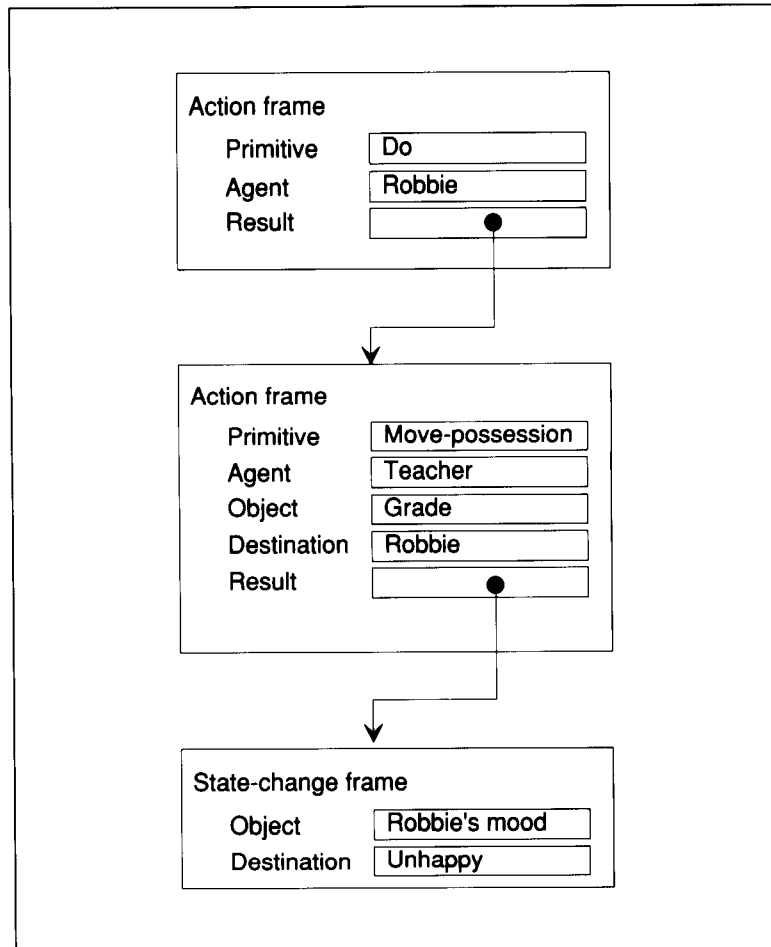 Action frame
Primitive Do
Agent Robbie
Result
Action frame
Primitive Move-possession
Agent Teacher
Object Grade
Destination Robbie
Result
State-change frame
Object Robbie's mood
Destination Unhappy